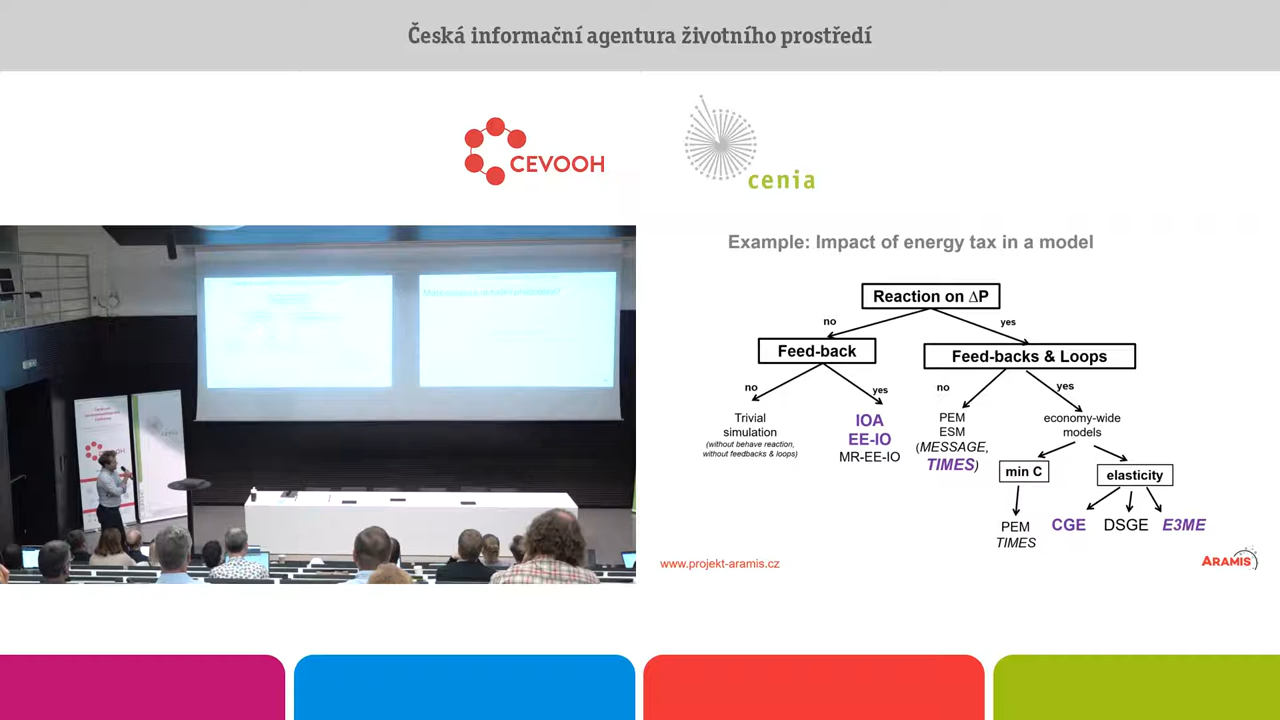 Česká informační agentura životního prostředí
CEVOOH
cenia
Example: Impact of energy tax in a model
Reaction on ΔP
no
yes
Feed-back
Feed-backs & Loops
no
yes
no
yes
Trivial
simulation
(without behave reaction,
without feedbacks & loops)
IOA
EE-IO
MR-EE-IO
PEM
ESM
(MESSAGE,
TIMES)
economy-wide
models
min C
elasticity
PEM
TIMES
CGE
DSGE
E3ME
www.projekt-aramis.cz
ARAMIS